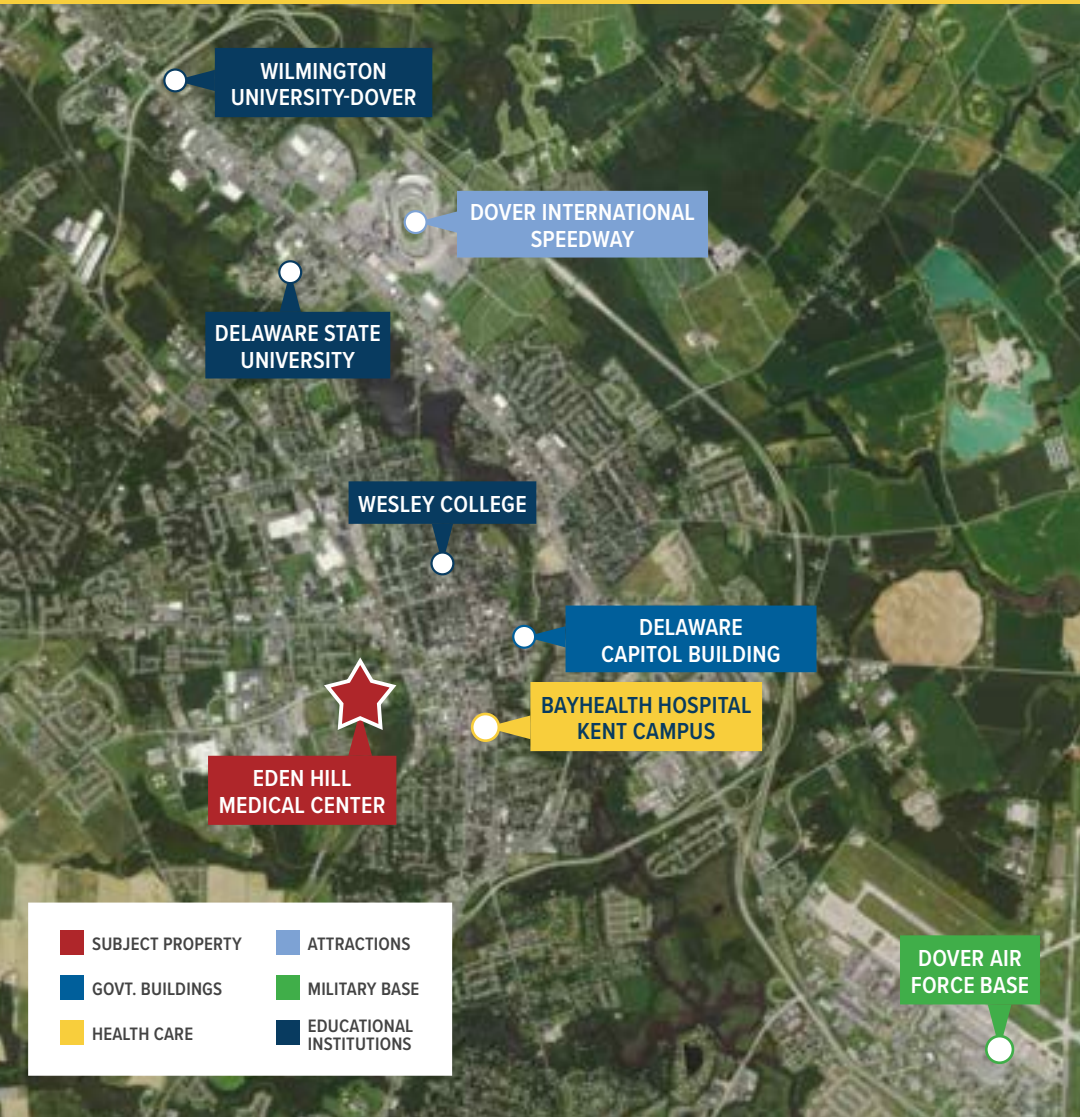 WILMINGTON
UNIVERSITY-DOVER
DOVER INTERNATIONAL
SPEEDWAY
DELAWARE STATE
UNIVERSITY
WESLEY COLLEGE
DELAWARE
CAPITOL BUILDING
BAYHEALTH HOSPITAL
KENT CAMPUS
EDEN HILL
MEDICAL CENTER
DOVER AIR
FORCE BASE
SUBJECT PROPERTY
ATTRACTIONS
GOVT. BUILDINGS
MILITARY BASE
HEALTH CARE
EDUCATIONAL
INSTITUTIONS